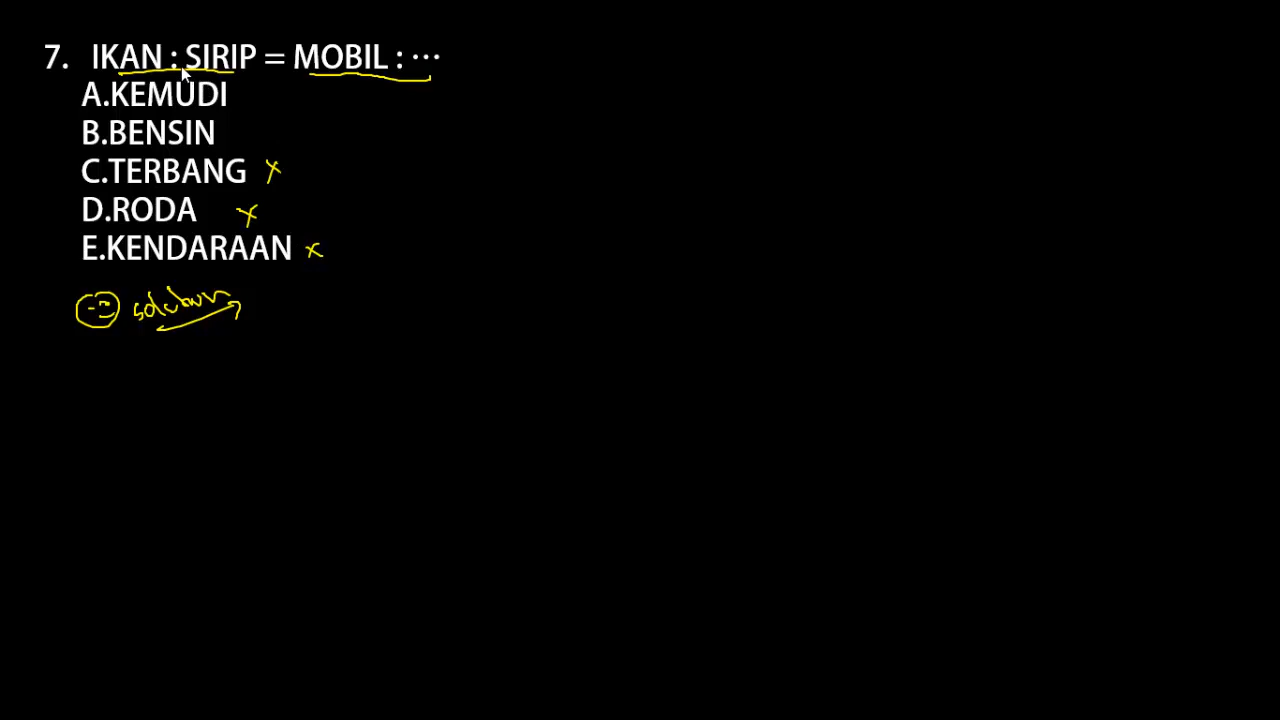 7. IKAN : SIRIP = MOBIL : ⋯
A.KEMUDI
B.BENSIN
C.TERBANG x
D.RODA x
E.KENDARAAN x